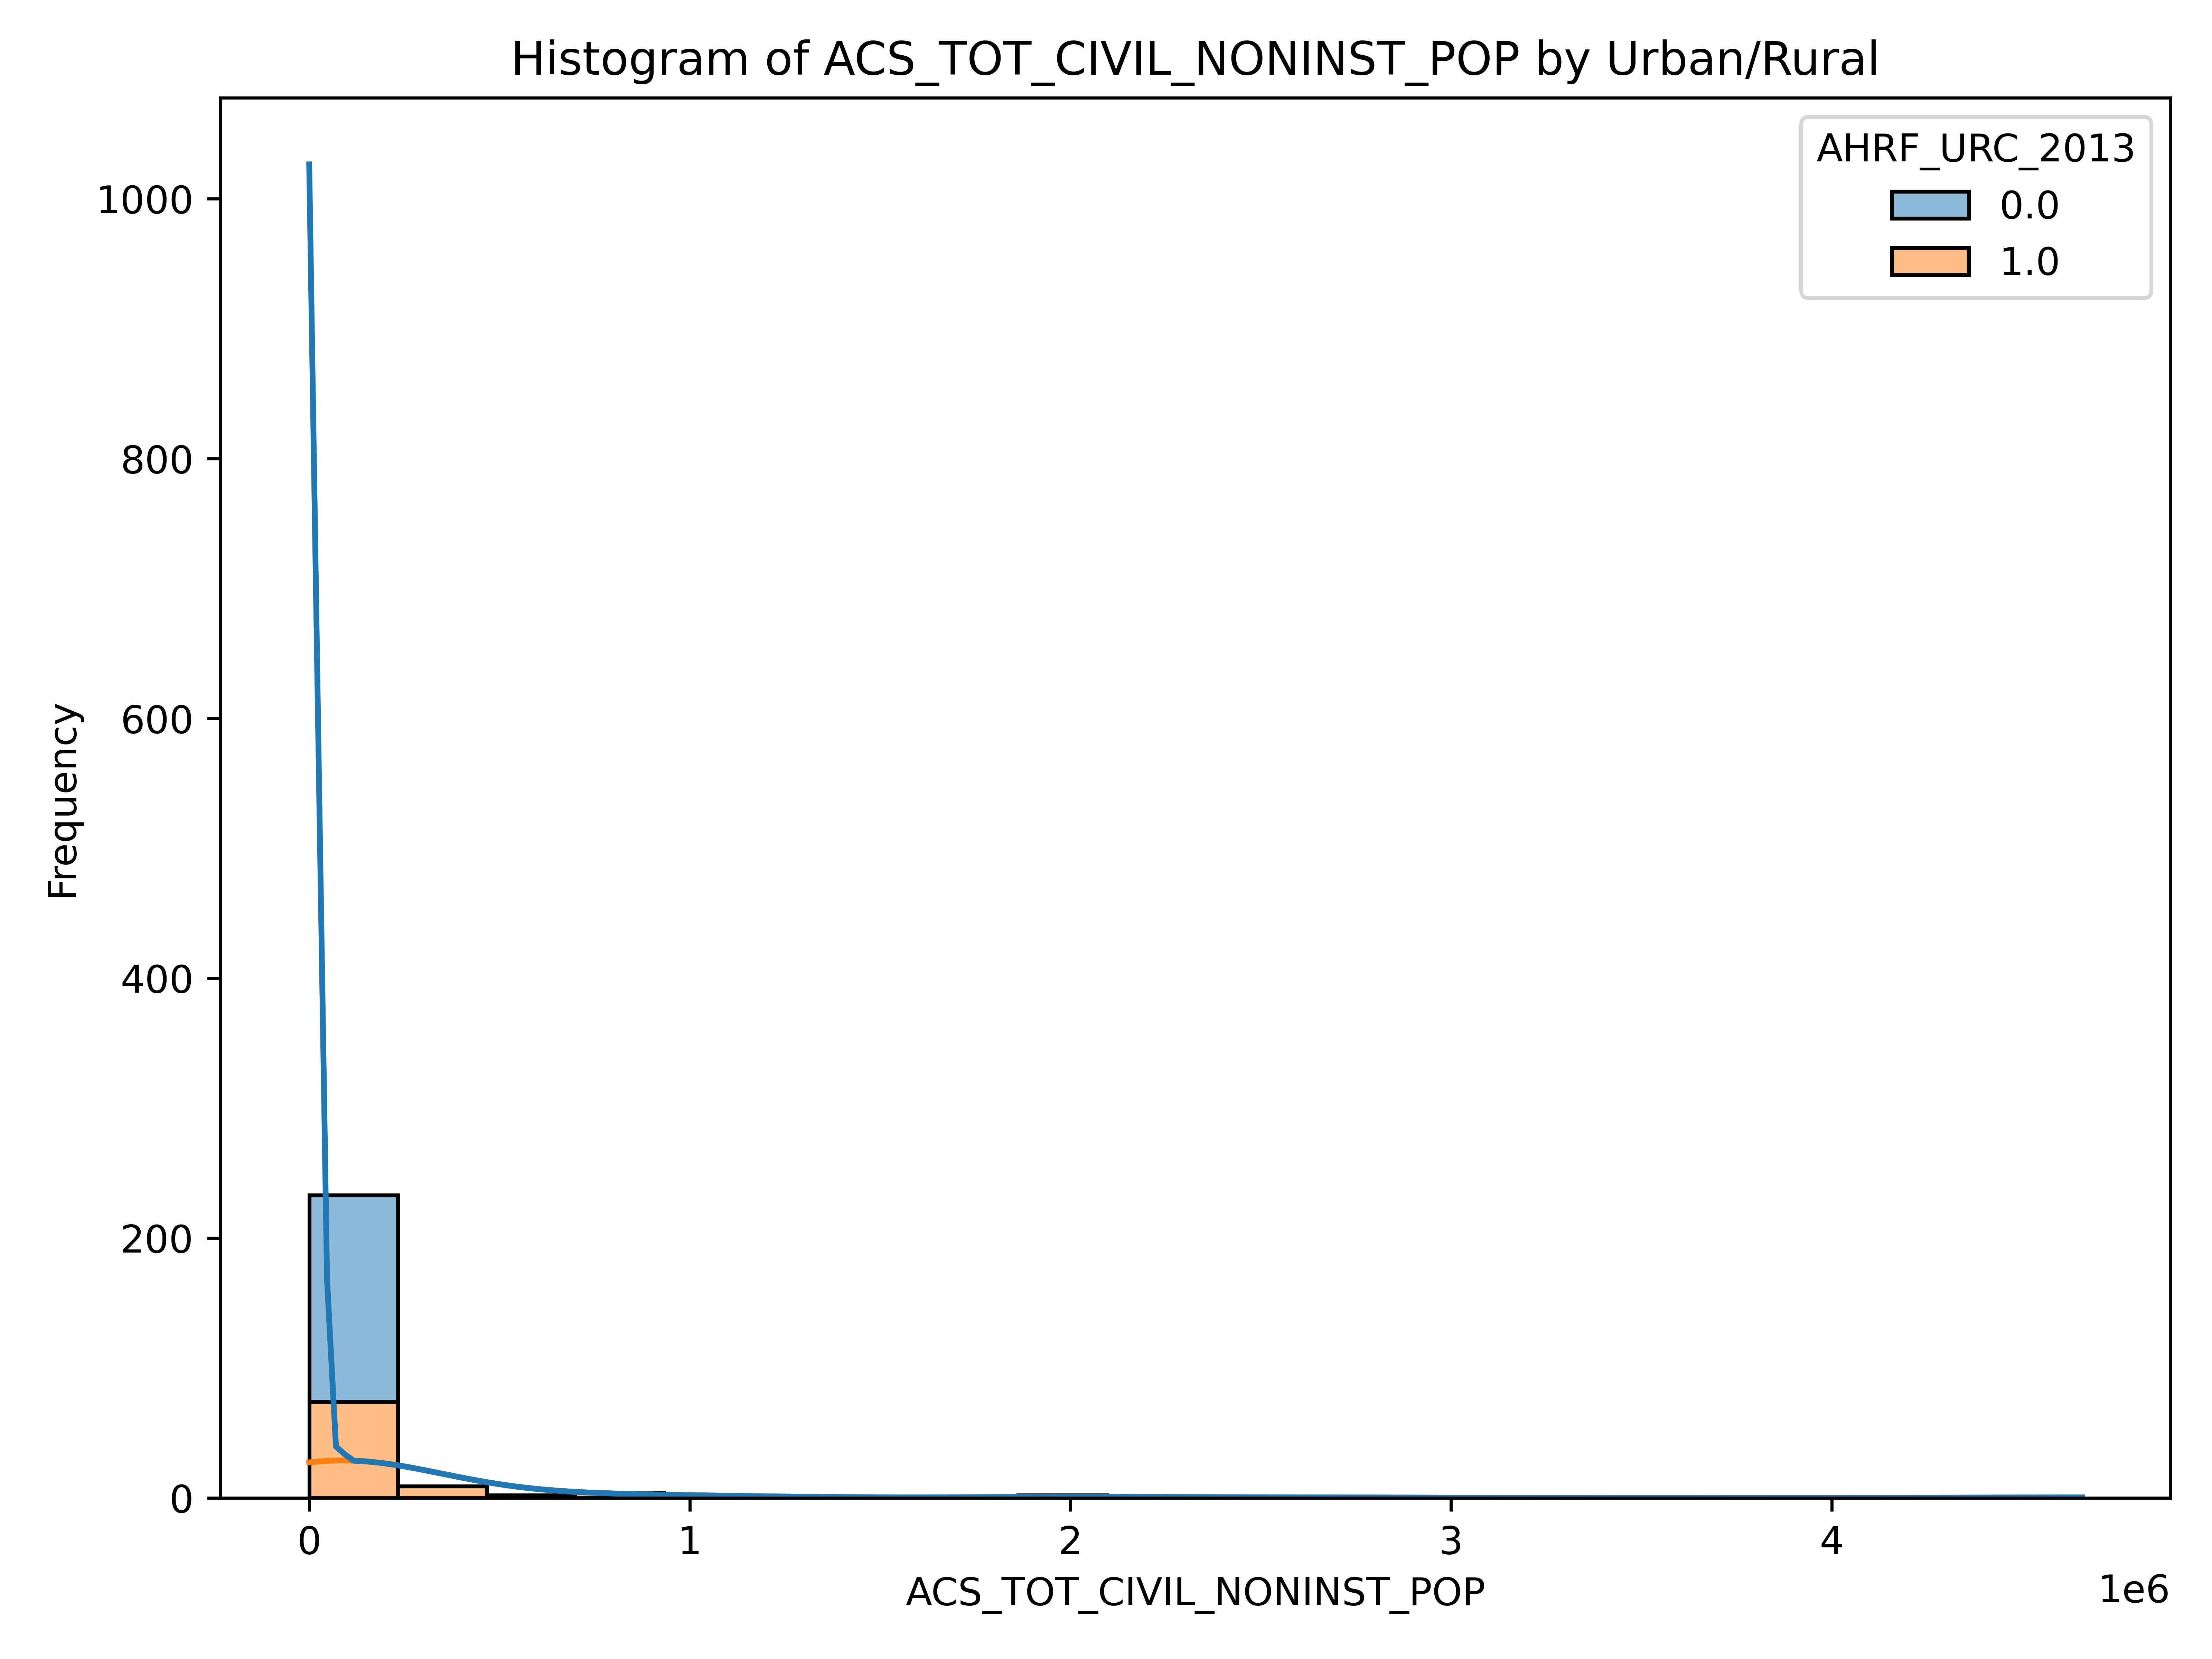 Histogram of ACS_TOT_CIVIL_NONINST_POP by Urban/Rural
AHRF_URC_2013
0.0
1.0
1000
800
600
400
200
0
Frequency
0 1 2 3 4
1e6
ACS_TOT_CIVIL_NONINST_POP